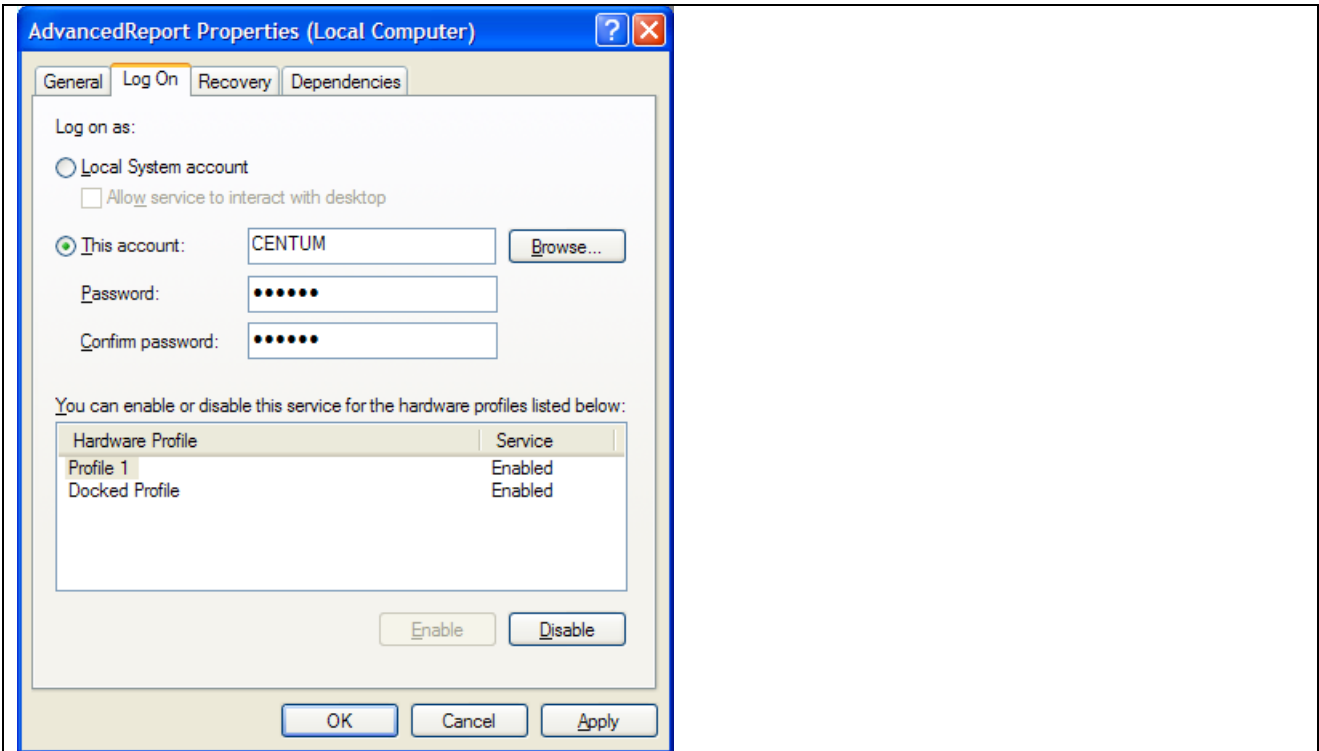 AdvancedReport Properties (Local Computer)
General Log On Recovery Dependencies
Log on as:
Local System account
Allow service to interact with desktop
This account: CENTUM Browse...
Password: ••••••
Confirm password: ••••••
You can enable or disable this service for the hardware profiles listed below:
Hardware Profile Service
Profile 1 Enabled
Docked Profile Enabled
Enable Disable
OK Cancel Apply